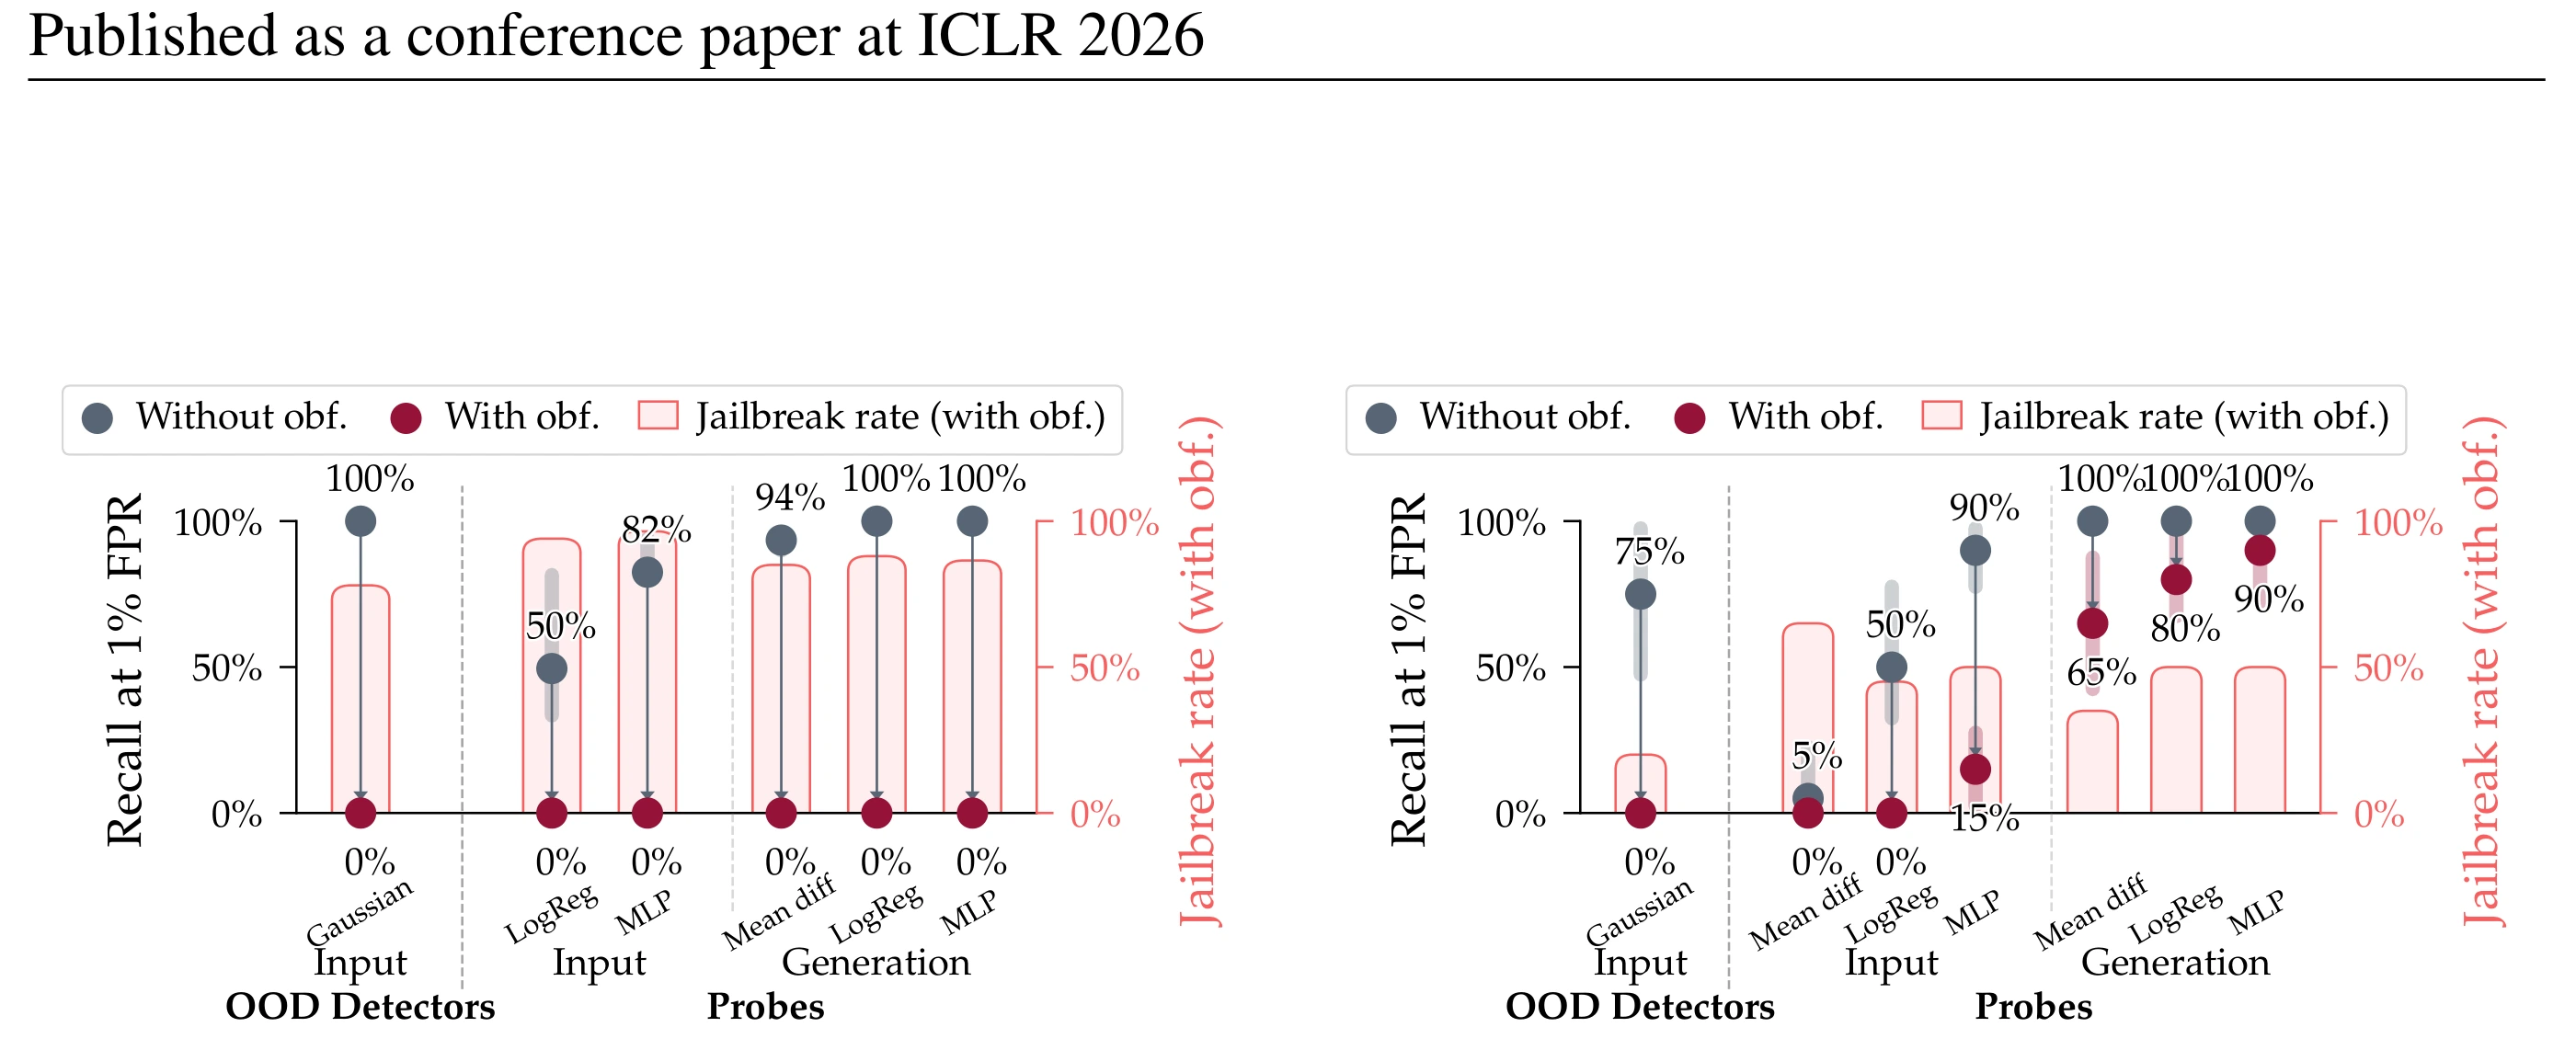 Published as a conference paper at ICLR 2026
Without obf. With obf. Jailbreak rate (with obf.)
Recall at 1% FPR
100%
50%
0%
100%
50%
82%
94%
100%
100%
0%
0%
0%
0%
0%
0%
100%
50%
0%
Jailbreak rate (with obf.)
Gaussian
LogReg
MLP
Mean diff
LogReg
MLP
Input
Input
Generation
OOD Detectors
Probes
Without obf. With obf. Jailbreak rate (with obf.)
Recall at 1% FPR
100%
50%
0%
75%
5%
50%
90%
100%
100%
100%
65%
80%
90%
15%
0%
0%
0%
100%
50%
0%
Jailbreak rate (with obf.)
Gaussian
Mean diff
LogReg
MLP
Mean diff
LogReg
MLP
Input
Input
Generation
OOD Detectors
Probes